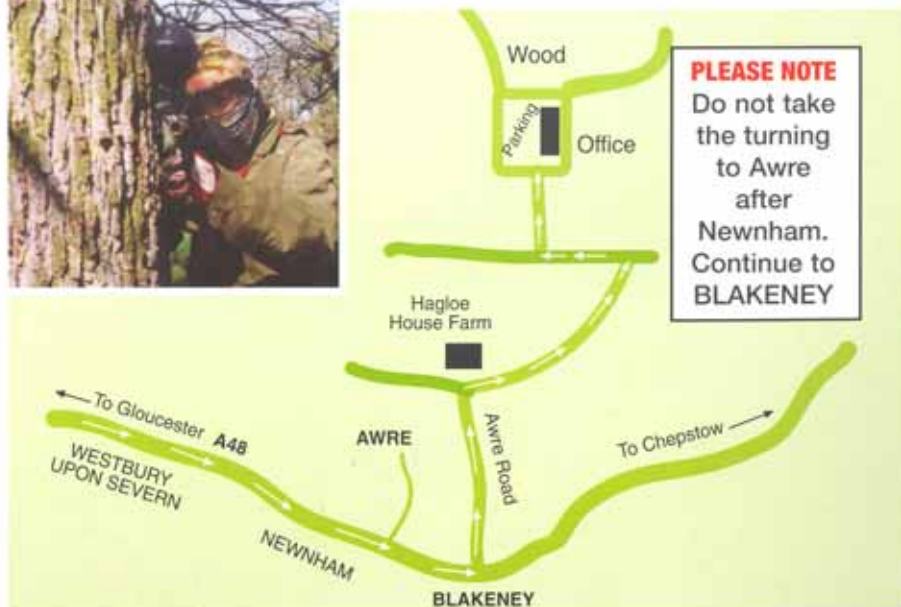 Wood
Parking
Office
PLEASE NOTE
Do not take
the turning
to Awre
after
Newnham.
Continue to
BLAKENEY
Hagloe
House Farm
To Gloucester A48
WESTBURY
UPON SEVERN
AWRE
Awre Road
To Chepstow
NEWNHAM
BLAKENEY